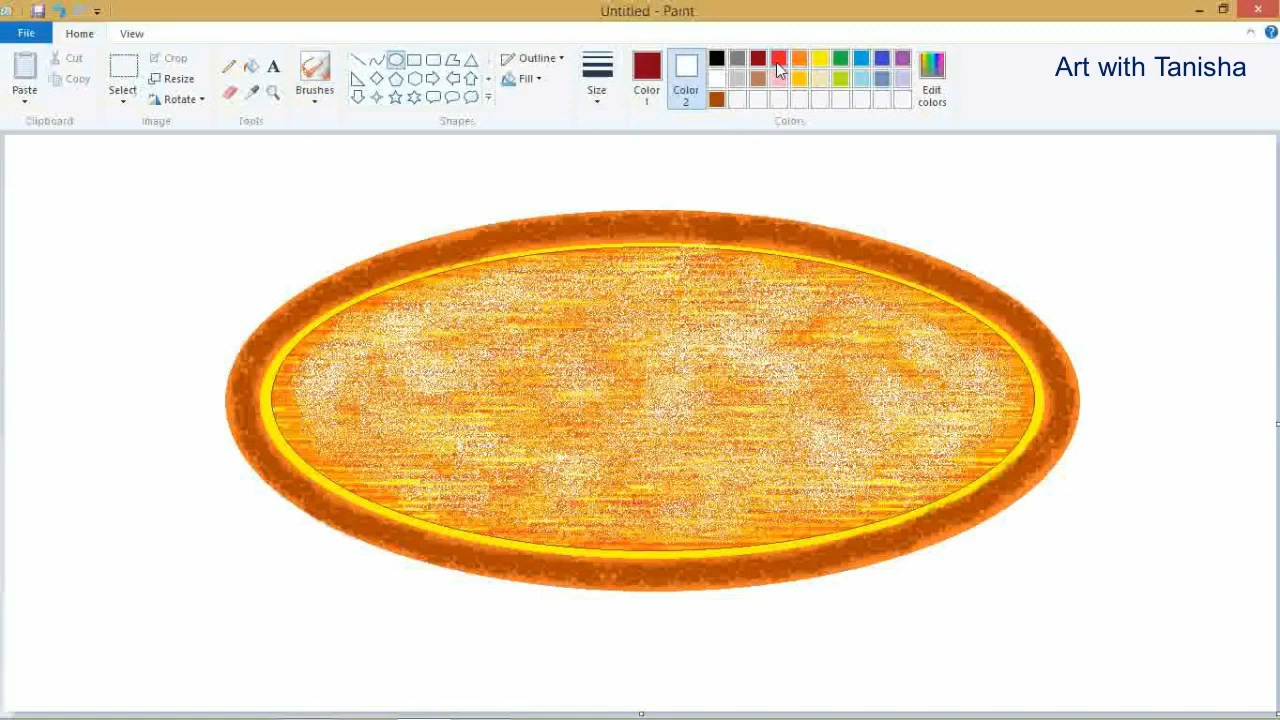 Untitled - Paint
File Home View
Paste
Cut
Copy
Clipboard
Select
Crop
Resize
Rotate
Image
Tools
A
Brushes
Shapes
Outline
Fill
Size
Color
1
Color
2
Edit
colors
Colors
Art with Tanisha